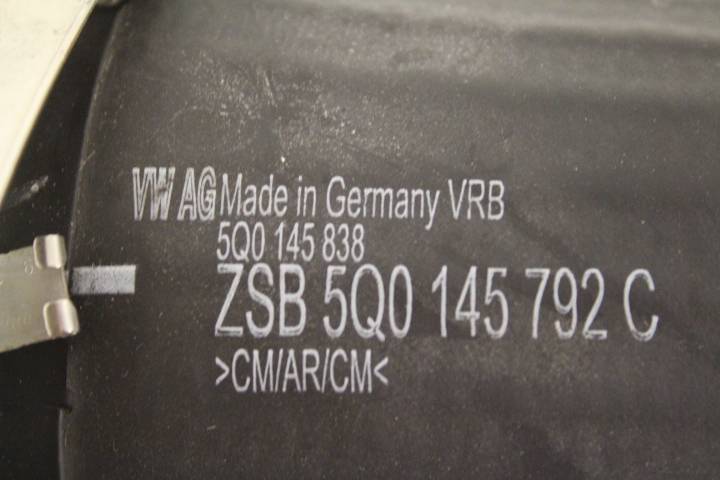 VW AG Made in Germany VRB
5Q0 145 838
ZSB 5Q0 145 792 C
>CM/AR/CM<